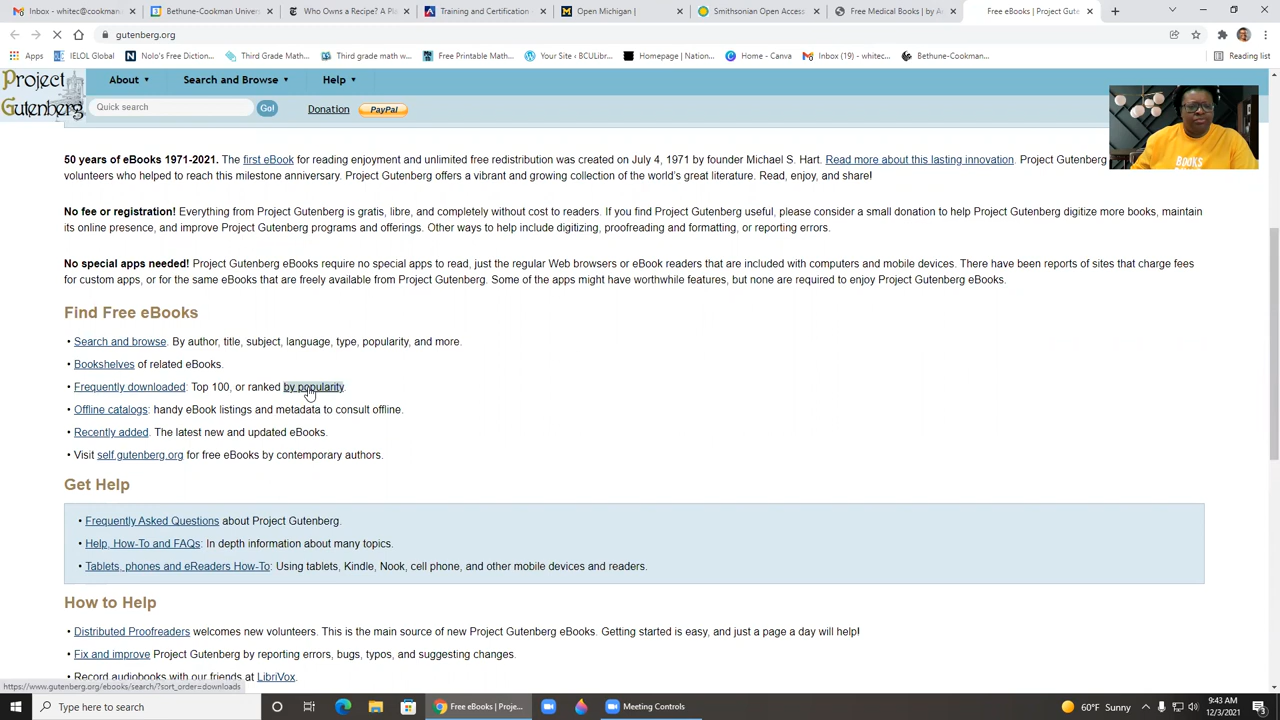 Inbox - whitec@cookman
Bethune-Cookman Univer
Who Owns a Recipe? A Pl
Training and Certification
Open Michigan |
Smithsonian Open Access
Free Medical Books | by A
Free eBooks | Project Gute
gutenberg.org
Apps
IELOL Global
Nolo's Free Diction...
Third Grade Math...
Third grade math w...
Free Printable Math...
Your Site ‹ BCULibr...
Homepage | Nation...
Home - Canva
Inbox (19) - whitec...
Bethune-Cookman...
Reading list
Project
Gutenberg
About
Search and Browse
Help
Quick search
Go!
Donation
PayPal
50 years of eBooks 1971-2021. The first eBook for reading enjoyment and unlimited free redistribution was created on July 4, 1971 by founder Michael S. Hart. Read more about this lasting innovation. Project Gutenberg
volunteers who helped to reach this milestone anniversary. Project Gutenberg offers a vibrant and growing collection of the world's great literature. Read, enjoy, and share!
No fee or registration! Everything from Project Gutenberg is gratis, libre, and completely without cost to readers. If you find Project Gutenberg useful, please consider a small donation to help Project Gutenberg digitize more books, maintain
its online presence, and improve Project Gutenberg programs and offerings. Other ways to help include digitizing, proofreading and formatting, or reporting errors.
No special apps needed! Project Gutenberg eBooks require no special apps to read, just the regular Web browsers or eBook readers that are included with computers and mobile devices. There have been reports of sites that charge fees
for custom apps, or for the same eBooks that are freely available from Project Gutenberg. Some of the apps might have worthwhile features, but none are required to enjoy Project Gutenberg eBooks.
Find Free eBooks
• Search and browse. By author, title, subject, language, type, popularity, and more.
• Bookshelves of related eBooks.
• Frequently downloaded: Top 100, or ranked by popularity.
• Offline catalogs: handy eBook listings and metadata to consult offline.
• Recently added. The latest new and updated eBooks.
• Visit self.gutenberg.org for free eBooks by contemporary authors.
Get Help
• Frequently Asked Questions about Project Gutenberg.
• Help, How-To and FAQs: In depth information about many topics.
• Tablets, phones and eReaders How-To: Using tablets, Kindle, Nook, cell phone, and other mobile devices and readers.
How to Help
• Distributed Proofreaders welcomes new volunteers. This is the main source of new Project Gutenberg eBooks. Getting started is easy, and just a page a day will help!
• Fix and improve Project Gutenberg by reporting errors, bugs, typos, and suggesting changes.
• Record audiobooks with our friends at LibriVox.
https://www.gutenberg.org/ebooks/search/?sort_order=downloads
BOOKS
Type here to search
Free eBooks | Proje...
Meeting Controls
60°F Sunny
9:43 AM
12/3/2021